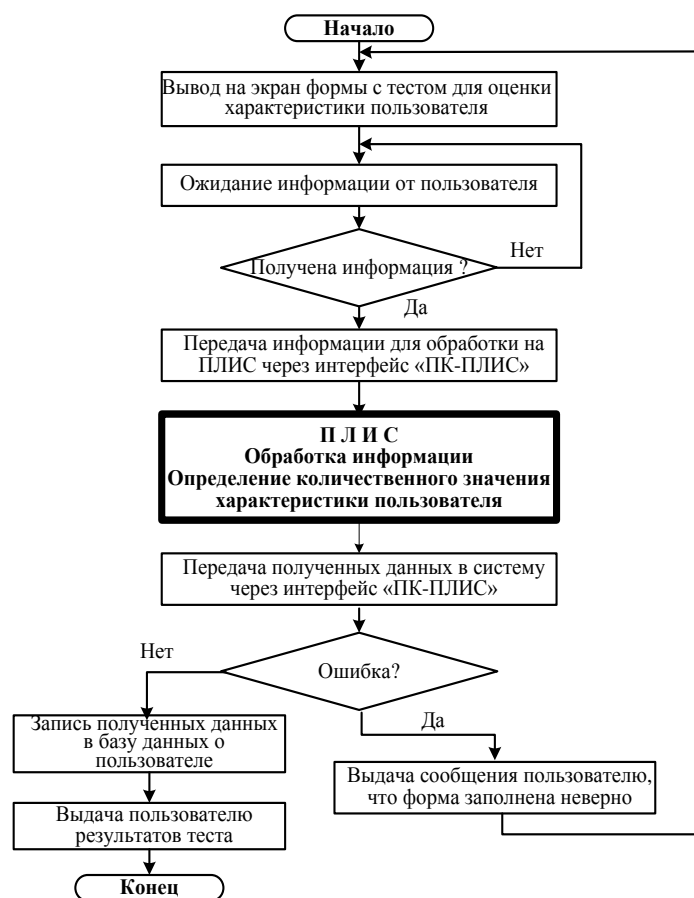 Начало
Вывод на экран формы с тестом для оценки
характеристики пользователя
Ожидание информации от пользователя
Получена информация ?
Нет
Да
Передача информации для обработки на
ПЛИС через интерфейс «ПК-ПЛИС»
П Л И С
Обработка информации
Определение количественного значения
характеристики пользователя
Передача полученных данных в систему
через интерфейс «ПК-ПЛИС»
Нет
Ошибка?
Да
Запись полученных данных
в базу данных о
пользователе
Выдача сообщения пользователю,
что форма заполнена неверно
Выдача пользователю
результатов теста
Конец